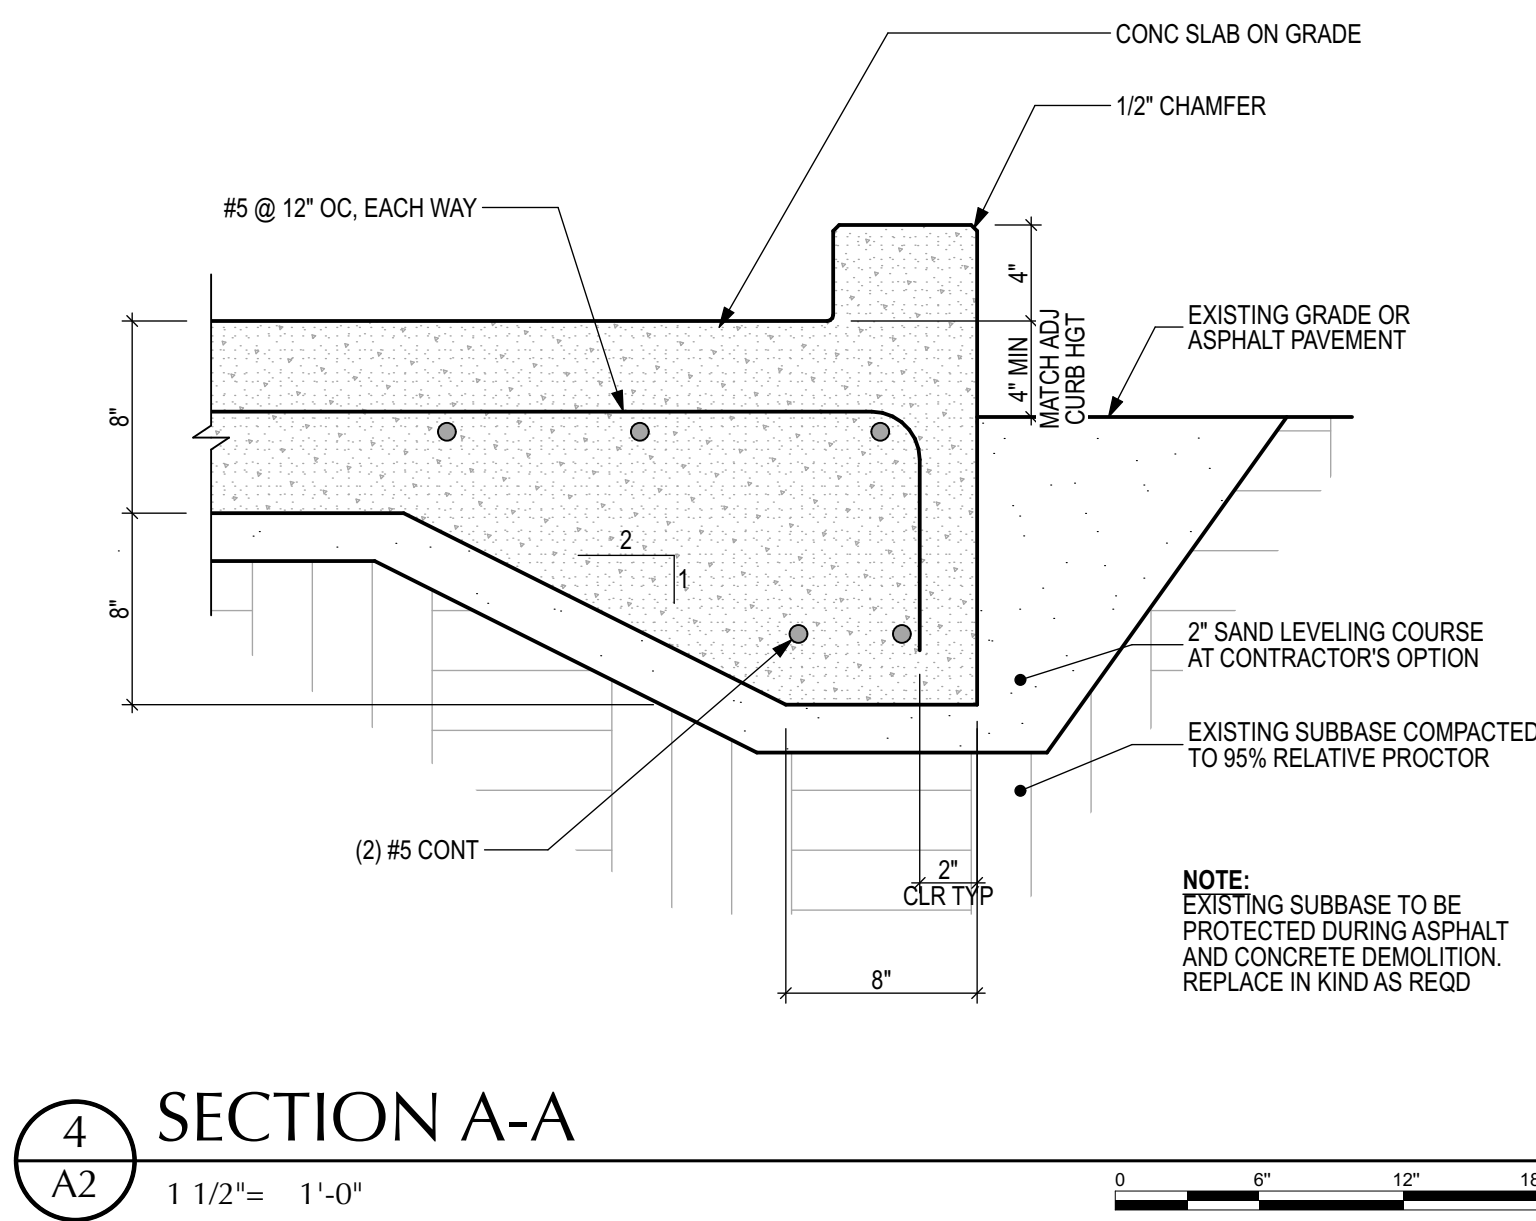 CONC SLAB ON GRADE
1/2" CHAMFER
#5 @ 12" OC, EACH WAY
4"
4" MIN
MATCH ADJ
CURB HGT
EXISTING GRADE OR
ASPHALT PAVEMENT
8"
8"
2
1
2" SAND LEVELING COURSE
AT CONTRACTOR'S OPTION
EXISTING SUBBASE COMPACTED
TO 95% RELATIVE PROCTOR
(2) #5 CONT
2"
CLR TYP
8"
NOTE:
EXISTING SUBBASE TO BE
PROTECTED DURING ASPHALT
AND CONCRETE DEMOLITION.
REPLACE IN KIND AS REQD
4
A2
SECTION A-A
1 1/2"= 1'-0"
0 6" 12" 18